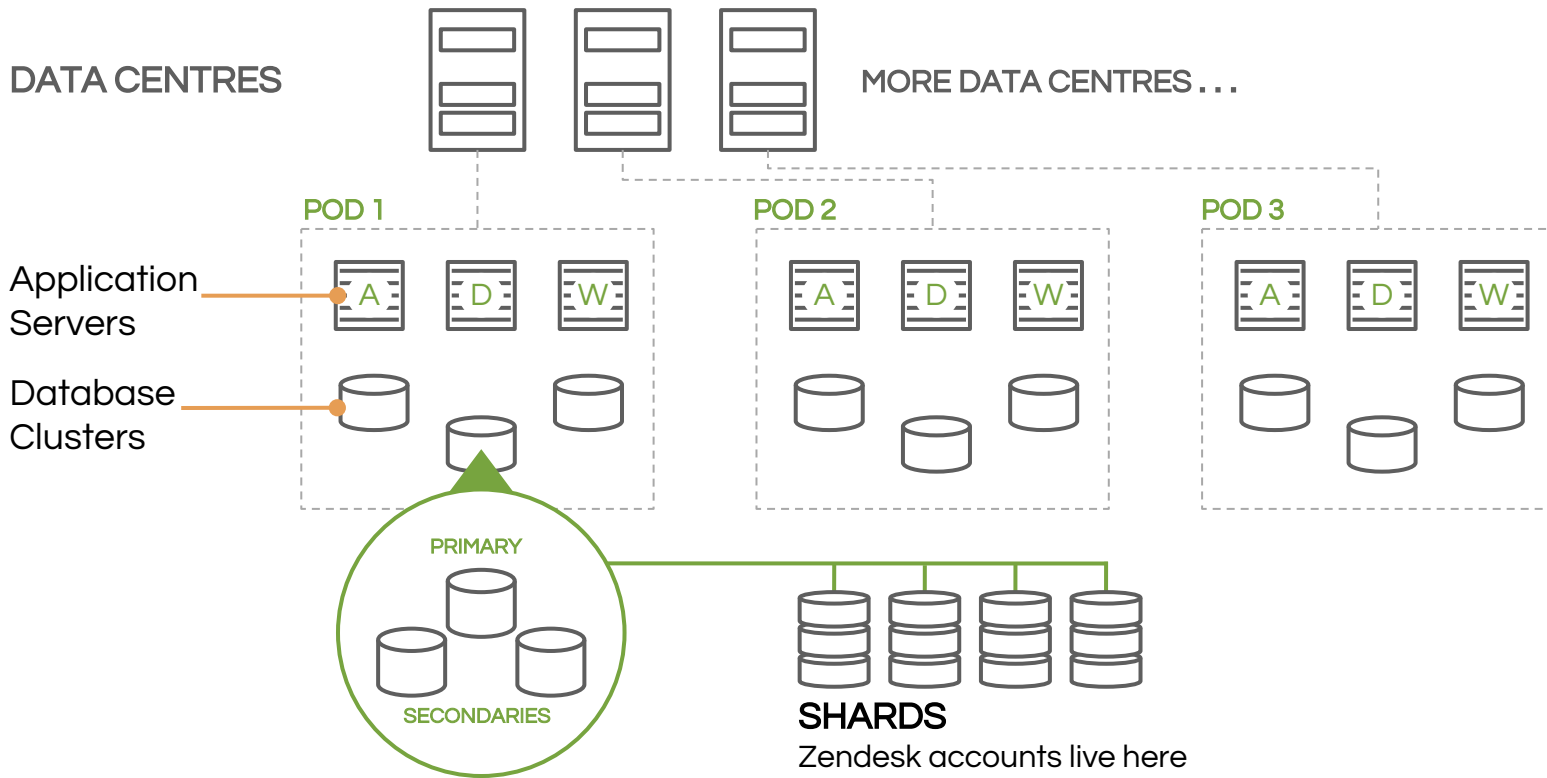 DATA CENTRES
MORE DATA CENTRES . . .
POD 1
POD 2
POD 3
Application
Servers
A
D
W
A
D
W
A
D
W
Database
Clusters
PRIMARY
SECONDARIES
SHARDS
Zendesk accounts live here